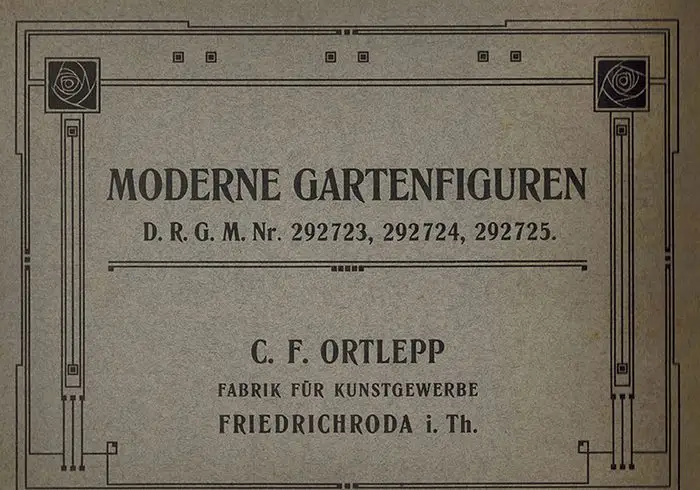 MODERNE GARTENFIGUREN
D. R. G. M. Nr. 292723, 292724, 292725.
C. F. ORTLEPP
FABRIK FÜR KUNSTGEWERBE
FRIEDRICHRODA i. Th.